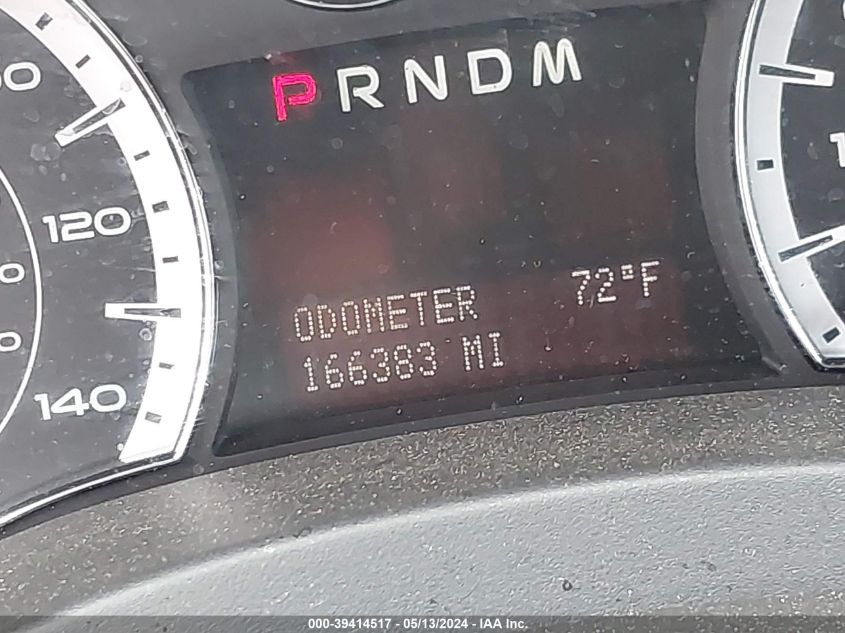 PRNDM
120
140
ODOMETER 72°F
166383 MI
000-39414517 - 05/13/2024 - IAA Inc.